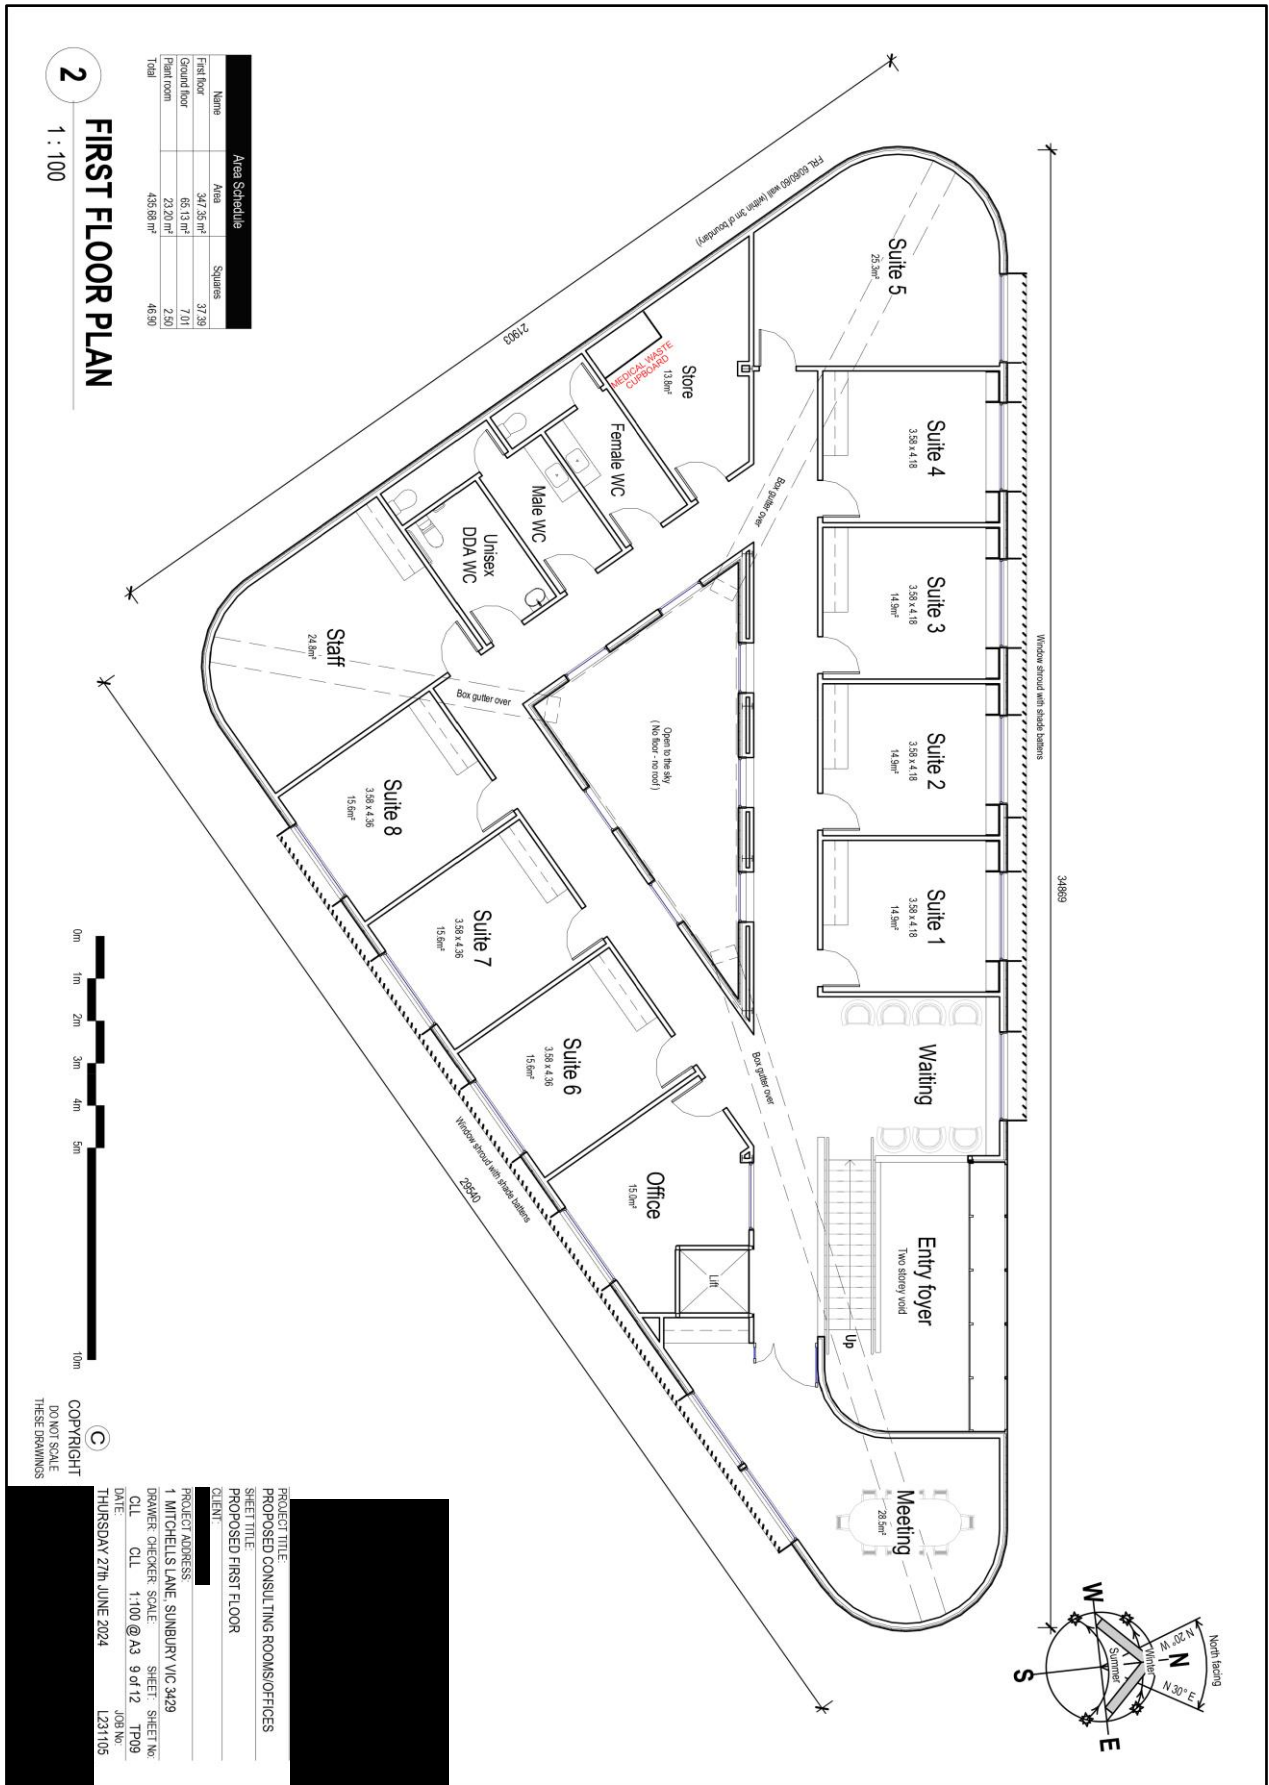 34869
Window shroud with shade battens
FRL 60/60/60 wall (within 3m of boundary)
21903
Suite 5
25.3m²
Suite 4
3.58 x 4.18
Suite 3
3.58 x 4.18
14.9m²
Suite 2
3.58 x 4.18
14.9m²
Suite 1
3.58 x 4.18
14.9m²
Waiting
Entry foyer
Two storey void
Up
Meeting
28.5m²
Store
13.8m²
MEDICAL WASTE
CUPBOARD
Female WC
Male WC
Unisex
DDA WC
Box gutter over
Box gutter over
Box gutter over
Open to the sky
( No floor - no roof )
Staff
24.8m²
Suite 8
3.58 x 4.36
15.6m²
Suite 7
3.58 x 4.36
15.6m²
Suite 6
3.58 x 4.36
15.6m²
Office
15.0m²
Lift
Window shroud with shade battens
29540
North facing
N 20° W
N
N 30° E
Winter
Summer
W
E
S
Area Schedule
Name Area Squares
First floor 347.35 m² 37.39
Ground floor 65.13 m² 7.01
Plant room 23.20 m² 2.50
Total 435.68 m² 46.90
2
FIRST FLOOR PLAN
1 : 100
0m 1m 2m 3m 4m 5m 10m
C
COPYRIGHT
DO NOT SCALE
THESE DRAWINGS
PROJECT TITLE:
PROPOSED CONSULTING ROOMS/OFFICES
SHEET TITLE:
PROPOSED FIRST FLOOR
CLIENT:
PROJECT ADDRESS:
1 MITCHELLS LANE, SUNBURY VIC 3429
DRAWER: CHECKER: SCALE: SHEET: SHEET No:
CLL CLL 1:100 @ A3 9 of 12 TP09
DATE: JOB No:
THURSDAY 27th JUNE 2024 L231105